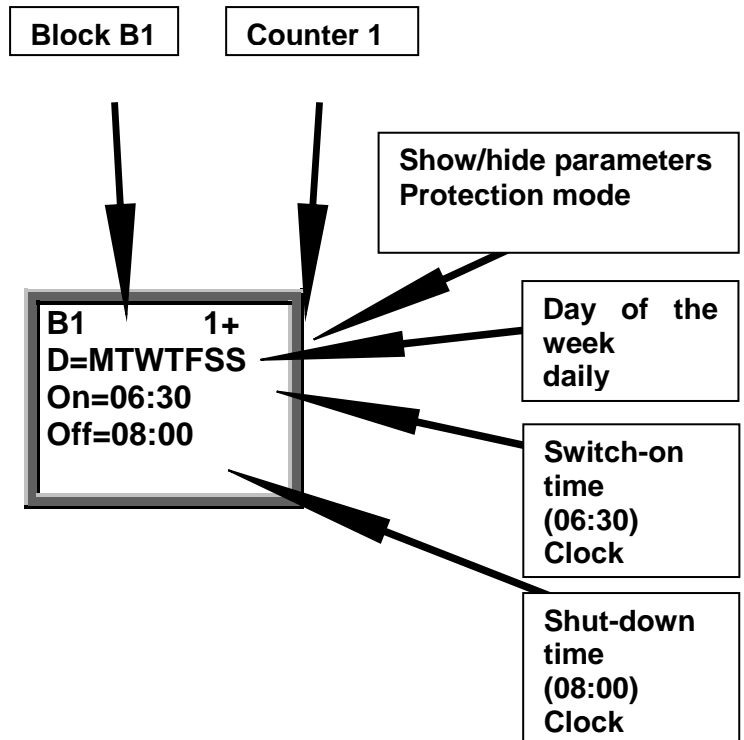 Block B1
Counter 1
Show/hide parameters
Protection mode
B1 1+
D=MTWTFSS
On=06:30
Off=08:00
Day of the
week
daily
Switch-on
time
(06:30)
Clock
Shut-down
time
(08:00)
Clock